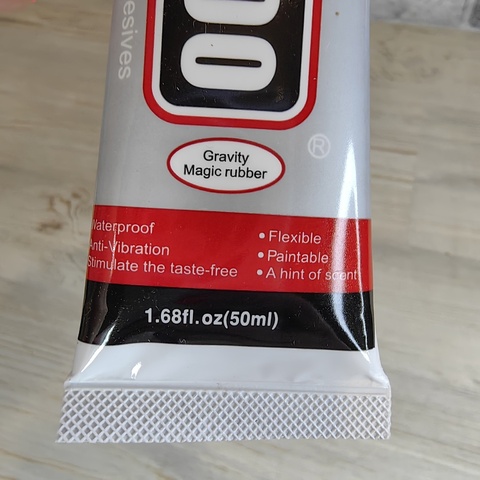 00
®
Gravity
Magic rubber
Waterproof
Anti-Vibration
Stimulate the taste-free
• Flexible
• Paintable
• A hint of scent
1.68fl.oz(50ml)